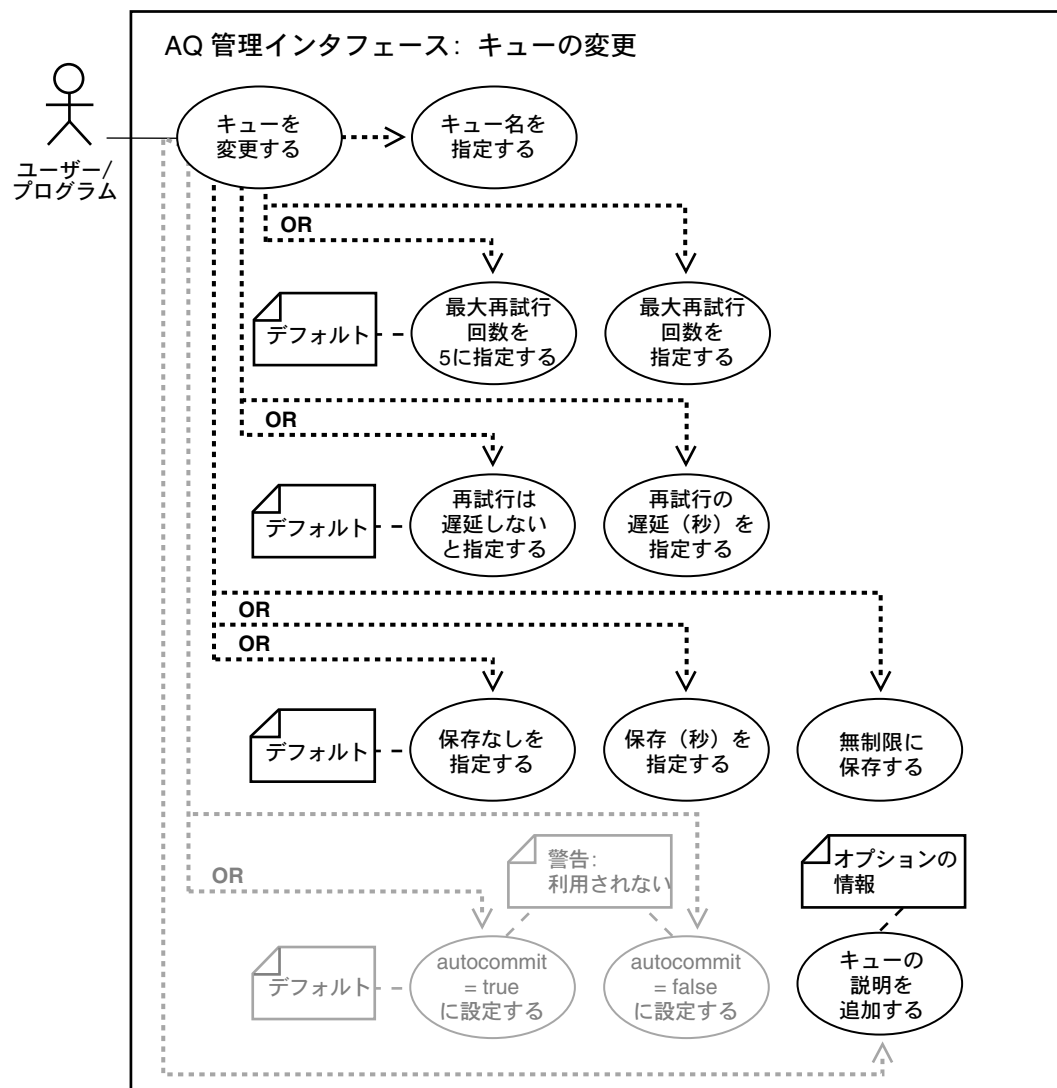 AQ 管理インタフェース: キューの変更
ユーザー/
プログラム
キューを
変更する
キュー名を
指定する
OR
デフォルト
最大再試行
回数を
5に指定する
最大再試行
回数を
指定する
OR
デフォルト
再試行は
遅延しない
と指定する
再試行の
遅延（秒）を
指定する
OR
OR
デフォルト
保存なしを
指定する
保存（秒）を
指定する
無制限に
保存する
OR
警告:
利用されない
オプションの
情報
デフォルト
autocommit
= true
に設定する
autocommit
= false
に設定する
キューの
説明を
追加する